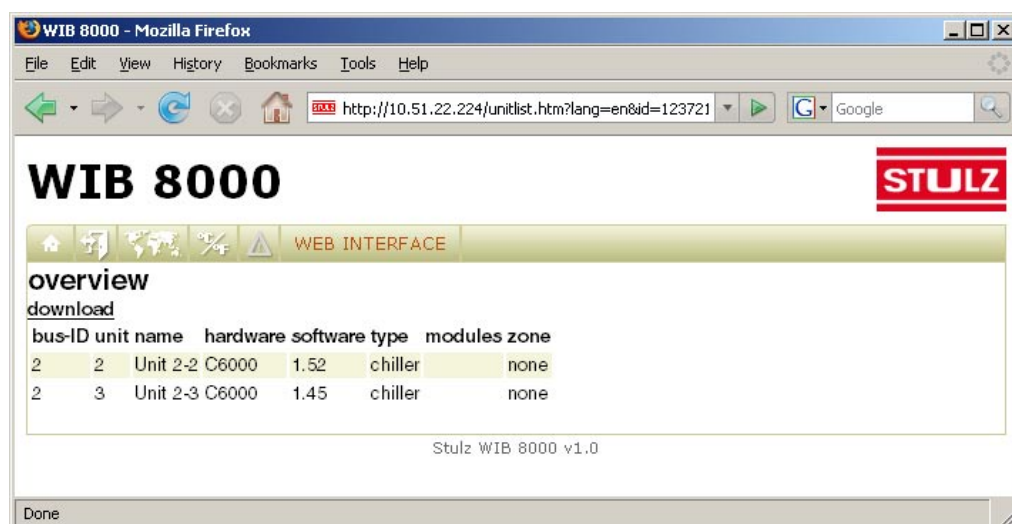 WIB 8000 - Mozilla Firefox
File Edit View History Bookmarks Tools Help
http://10.51.22.224/unitlist.htm?lang=en&id=123721 G Google
WIB 8000
STULZ
°C/°F WEB INTERFACE
overview
download
bus-ID unit name hardware software type modules zone
2 2 Unit 2-2 C6000 1.52 chiller none
2 3 Unit 2-3 C6000 1.45 chiller none
Stulz WIB 8000 v1.0
Done